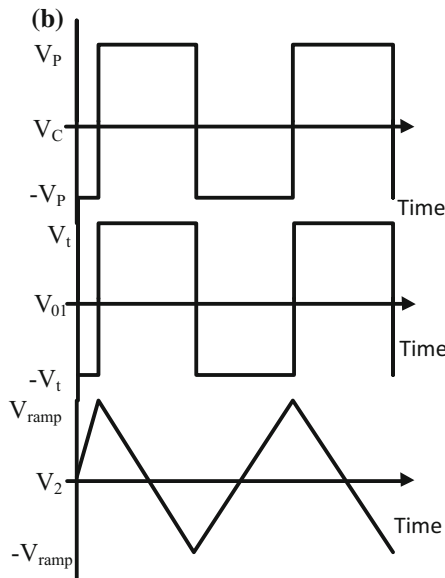 (b)
V_P
V_C
-V_P
Time
V_t
V_01
Time
-V_t
V_ramp
V_2
Time
-V_ramp